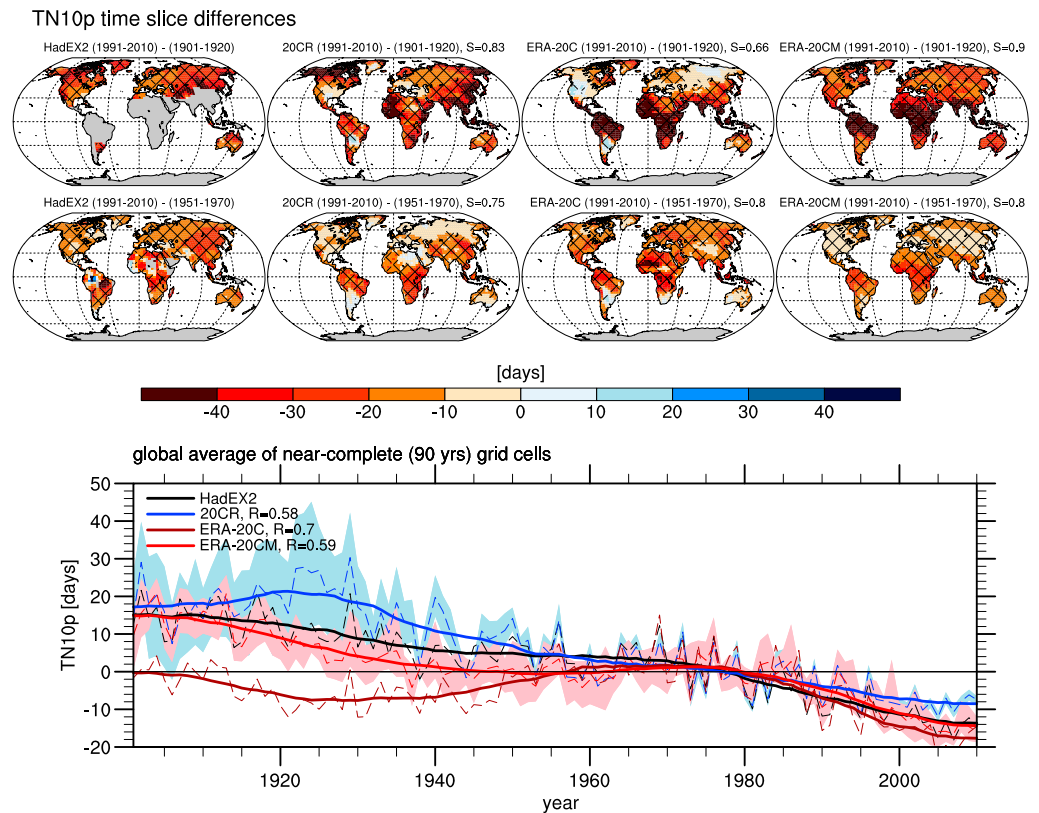 TN10p time slice differences
HadEX2 (1991-2010) - (1901-1920)
20CR (1991-2010) - (1901-1920), S=0.83
ERA-20C (1991-2010) - (1901-1920), S=0.66
ERA-20CM (1991-2010) - (1901-1920), S=0.9
HadEX2 (1991-2010) - (1951-1970)
20CR (1991-2010) - (1951-1970), S=0.75
ERA-20C (1991-2010) - (1951-1970), S=0.8
ERA-20CM (1991-2010) - (1951-1970), S=0.8
[days]
-40 -30 -20 -10 0 10 20 30 40
global average of near-complete (90 yrs) grid cells
HadEX2
20CR, R=0.58
ERA-20C, R=0.7
ERA-20CM, R=0.59
TN10p [days]
50
40
30
20
10
0
-10
-20
1920 1940 1960 1980 2000
year